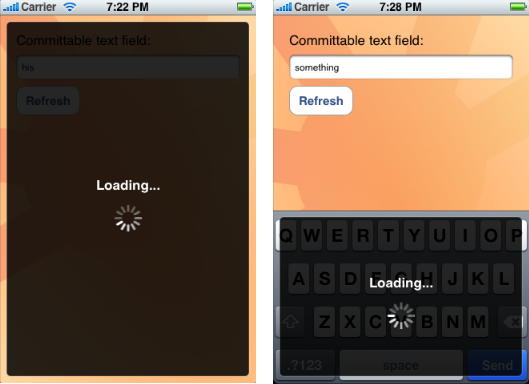 Carrier 7:22 PM
Committable text field:
his
Refresh
Loading...
Carrier 7:28 PM
Committable text field:
something
Refresh
Q W E R T Y U I O P
A S D F G H J K L
Loading...
Z X C V B N M
.?123 space Send